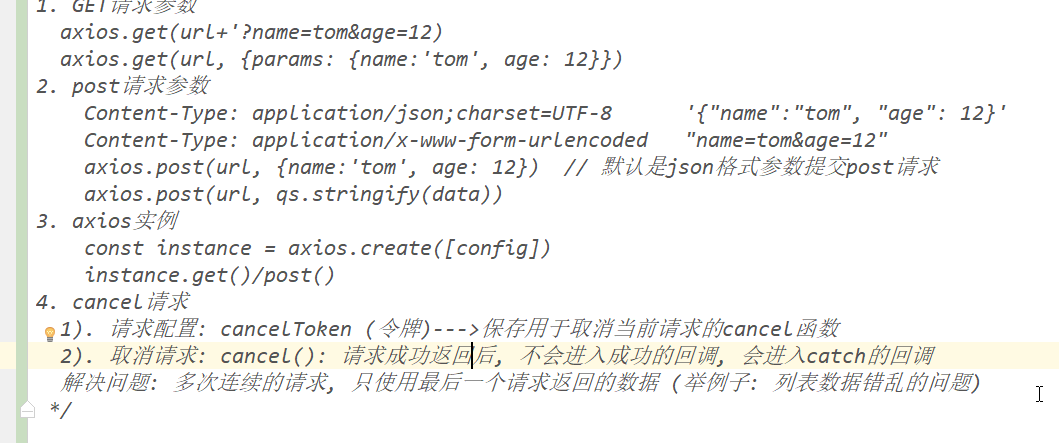 1. GET请求参数
axios.get(url+'?name=tom&age=12)
axios.get(url, {params: {name:'tom', age: 12}})
2. post请求参数
Content-Type: application/json;charset=UTF-8 '{"name":"tom", "age": 12}'
Content-Type: application/x-www-form-urlencoded "name=tom&age=12"
axios.post(url, {name:'tom', age: 12}) // 默认是json格式参数提交post请求
axios.post(url, qs.stringify(data))
3. axios实例
const instance = axios.create([config])
instance.get()/post()
4. cancel请求
1). 请求配置: cancelToken (令牌)--->保存用于取消当前请求的cancel函数
2). 取消请求: cancel(): 请求成功返回后, 不会进入成功的回调, 会进入catch的回调
解决问题: 多次连续的请求, 只使用最后一个请求返回的数据 (举例子: 列表数据错乱的问题)
*/